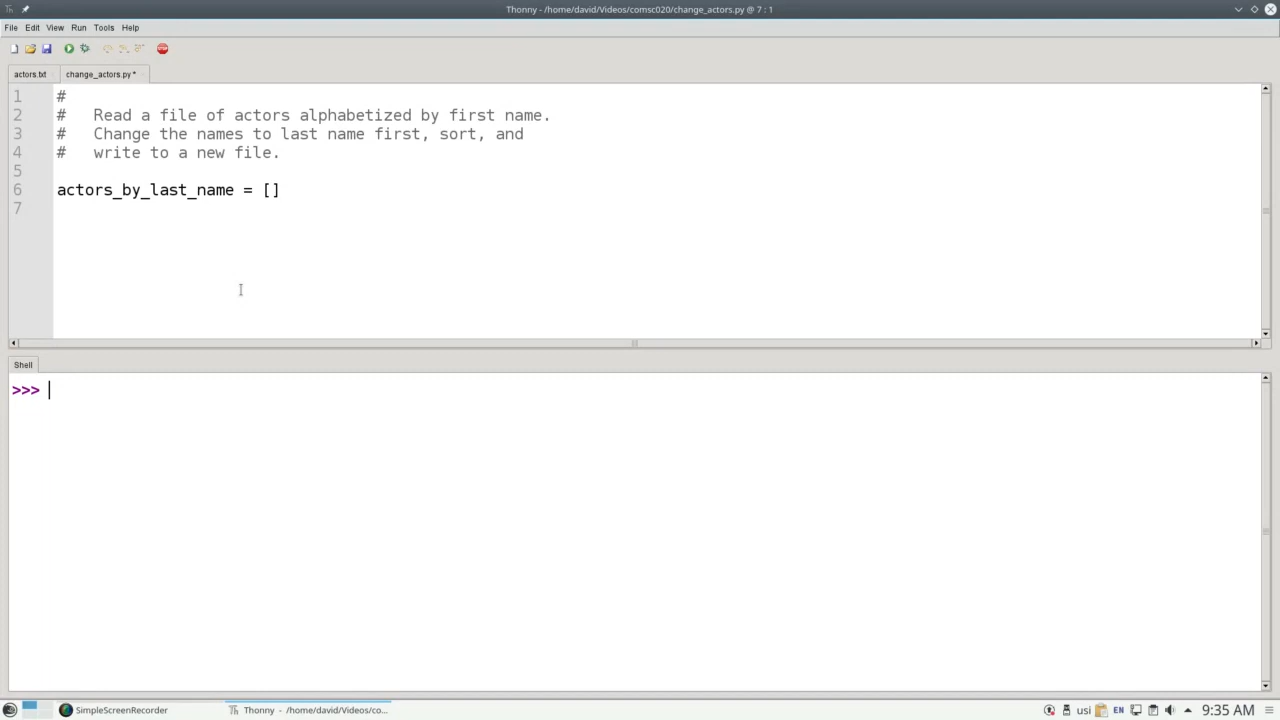 Thonny - /home/david/Videos/comsc020/change_actors.py @ 7 : 1
File Edit View Run Tools Help
actors.txt change_actors.py *
1 #
2 #   Read a file of actors alphabetized by first name.
3 #   Change the names to last name first, sort, and
4 #   write to a new file.
5
6 actors_by_last_name = []
7
Shell
>>>
SimpleScreenRecorder Thonny - /home/david/Videos/co... usi EN 9:35 AM